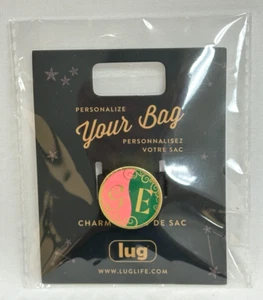 PERSONALIZE
Your Bag
PERSONNALISEZ
VOTRE SAC
E
CHARM DE SAC
lug
WWW.LUGLIFE.COM